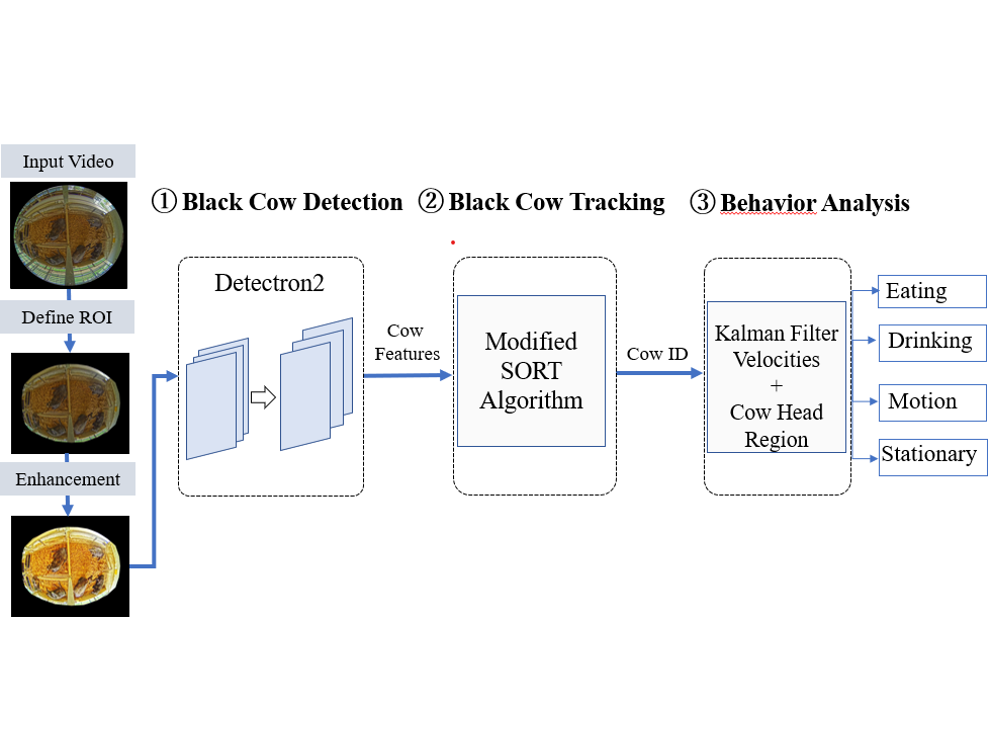 Input Video
① Black Cow Detection
② Black Cow Tracking
③ Behavior Analysis
Define ROI
Enhancement
Detectron2
Cow
Features
Modified
SORT
Algorithm
Cow ID
Kalman Filter
Velocities
+
Cow Head
Region
Eating
Drinking
Motion
Stationary